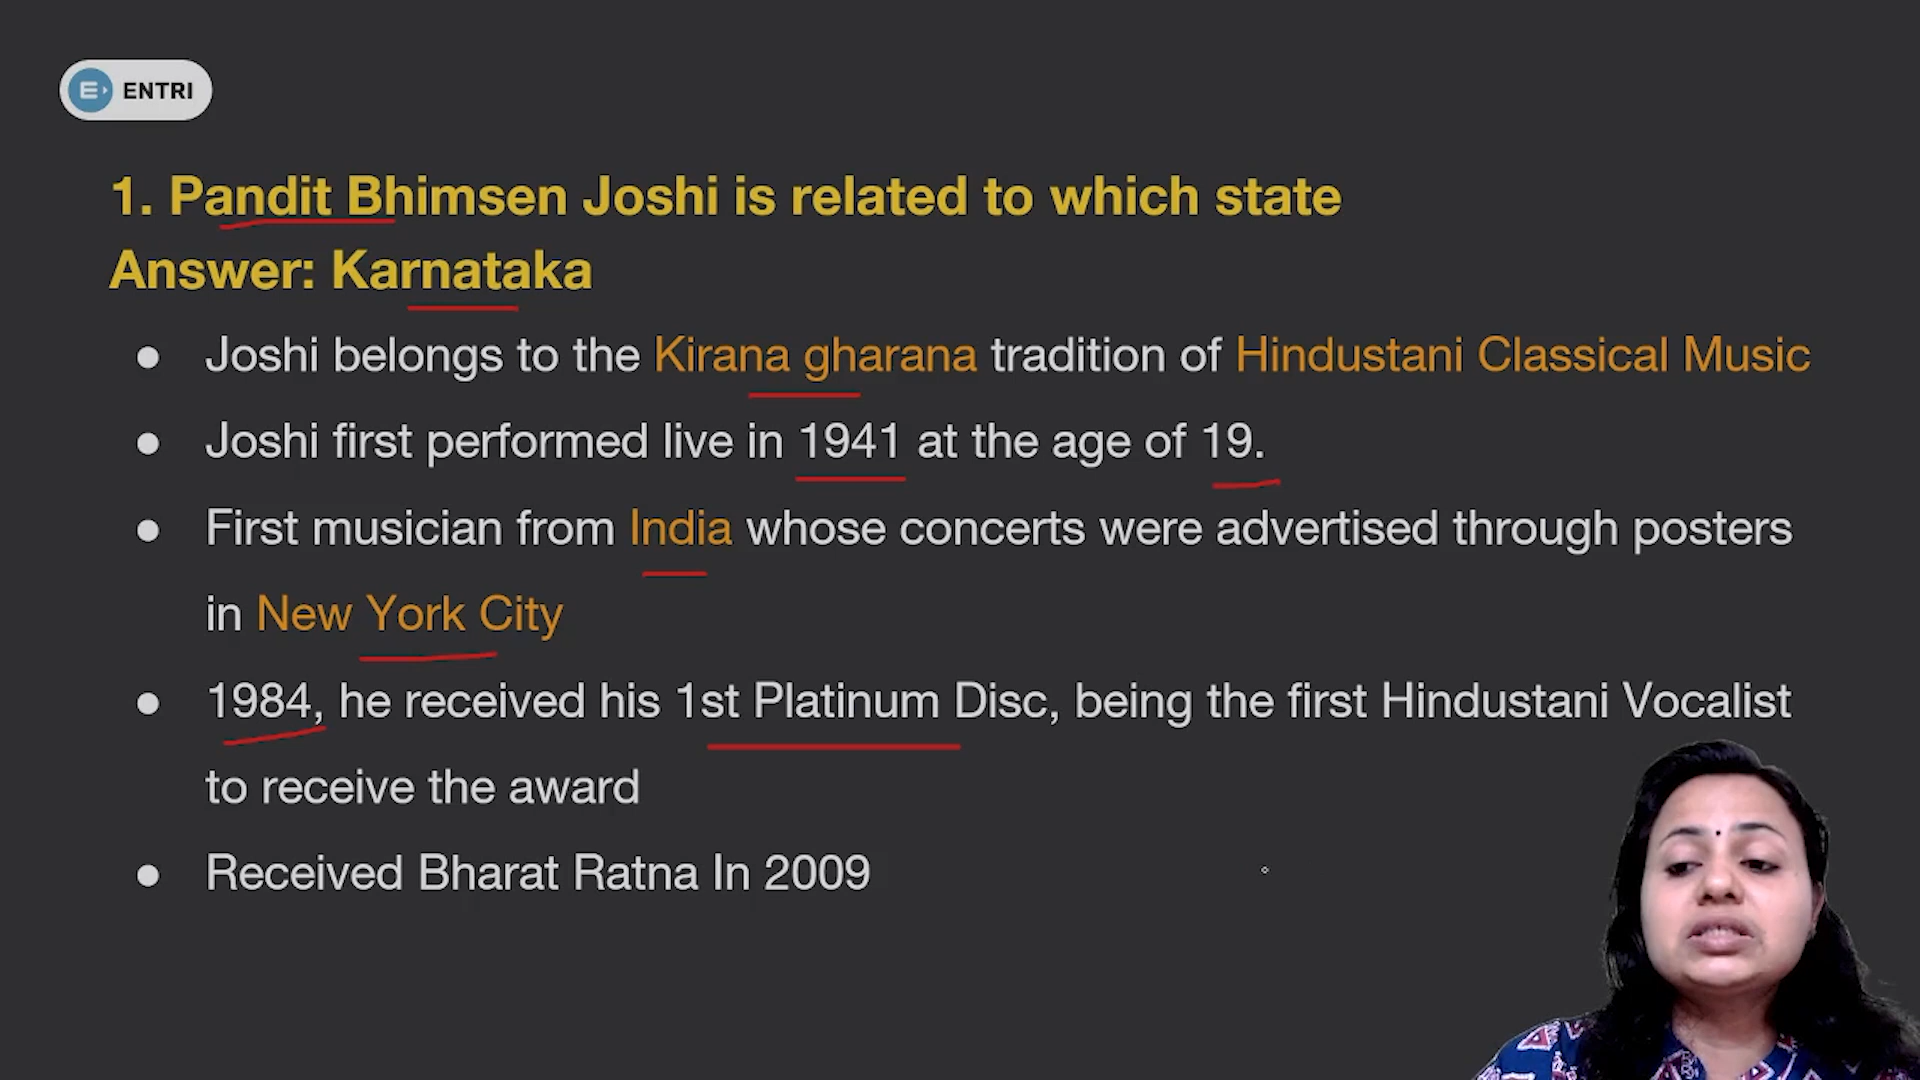 ENTRI
1. Pandit Bhimsen Joshi is related to which state
Answer: Karnataka
● Joshi belongs to the Kirana gharana tradition of Hindustani Classical Music
● Joshi first performed live in 1941 at the age of 19.
● First musician from India whose concerts were advertised through posters
in New York City
● 1984, he received his 1st Platinum Disc, being the first Hindustani Vocalist
to receive the award
● Received Bharat Ratna In 2009